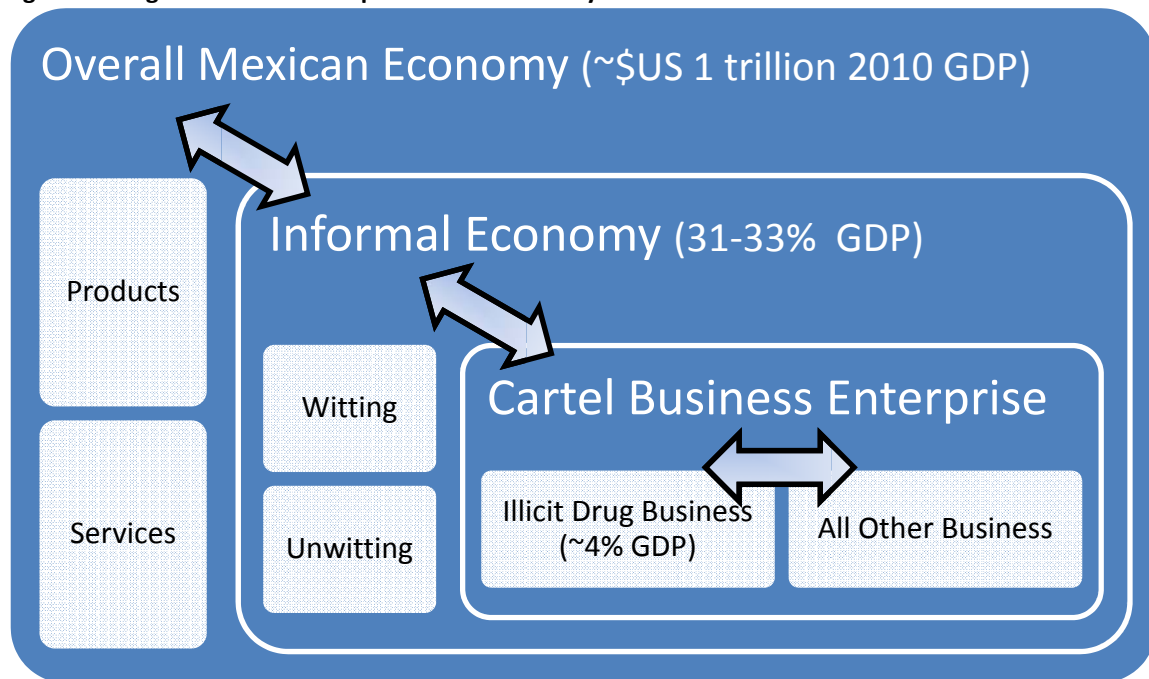 Overall Mexican Economy (~$US 1 trillion 2010 GDP)
Informal Economy (31-33% GDP)
Products
Cartel Business Enterprise
Witting
Illicit Drug Business
(~4% GDP)
All Other Business
Services
Unwitting